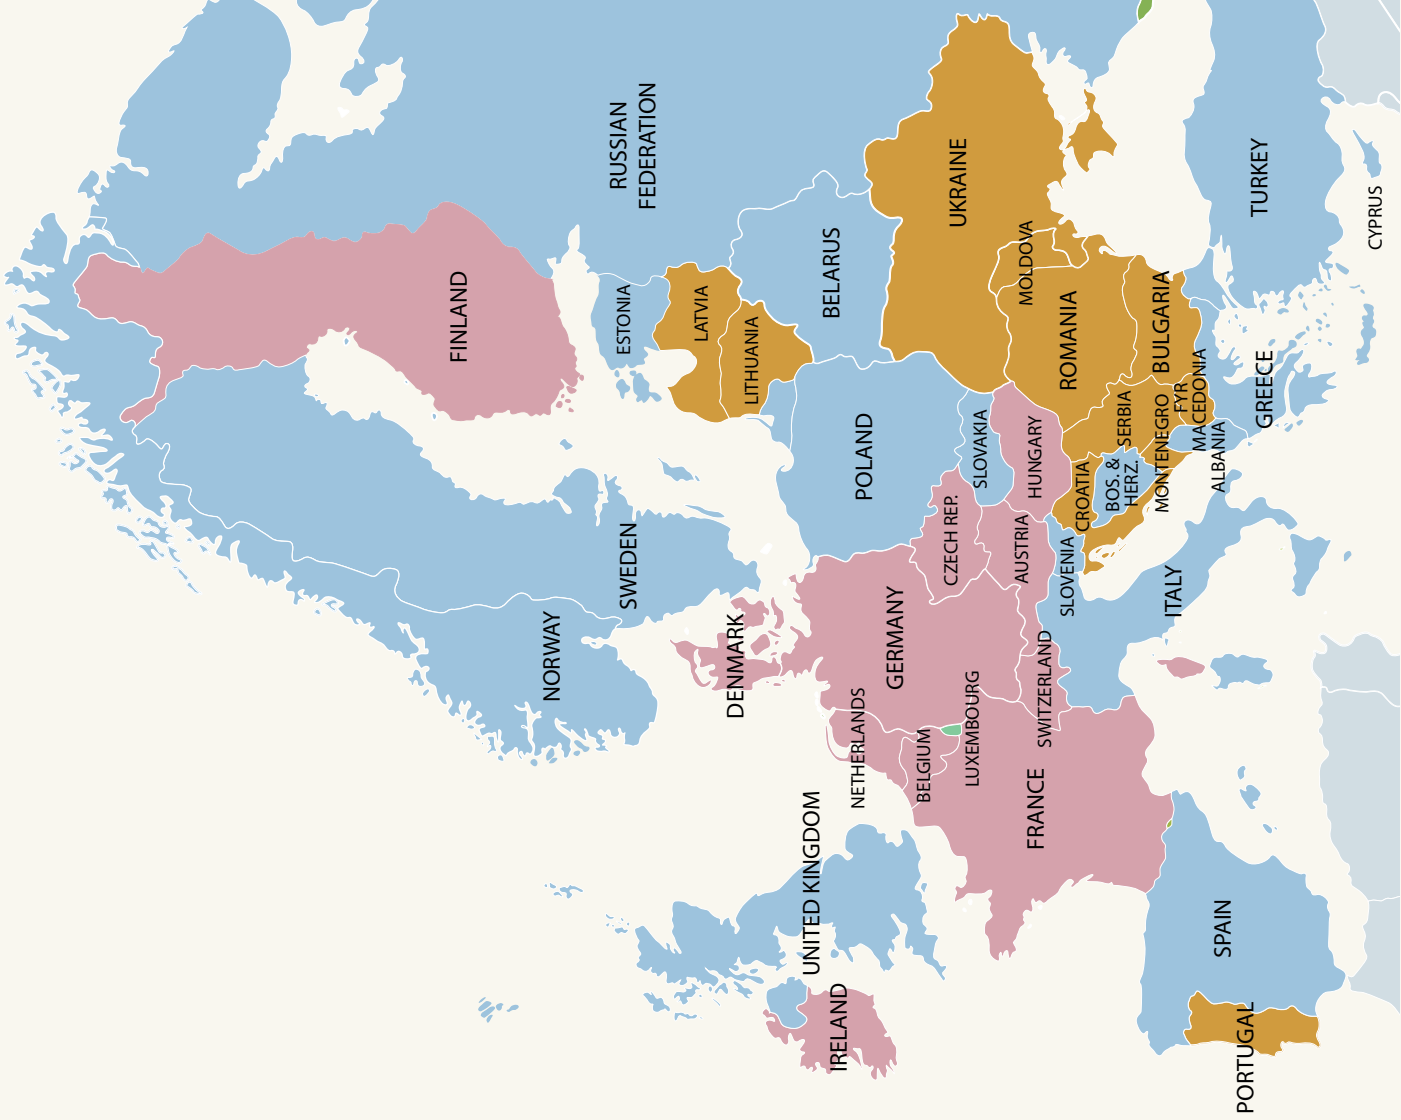 NORWAY
SWEDEN
FINLAND
RUSSIAN
FEDERATION
ESTONIA
LATVIA
LITHUANIA
DENMARK
BELARUS
UNITED KINGDOM
IRELAND
NETHERLANDS
POLAND
GERMANY
BELGIUM
CZECH REP.
LUXEMBOURG
SLOVAKIA
UKRAINE
FRANCE
SWITZERLAND
AUSTRIA
HUNGARY
MOLDOVA
SLOVENIA
ROMANIA
CROATIA
BOS. &
HERZ.
SERBIA
MONTENEGRO
BULGARIA
ITALY
FYR
MACEDONIA
ALBANIA
SPAIN
PORTUGAL
GREECE
TURKEY
CYPRUS